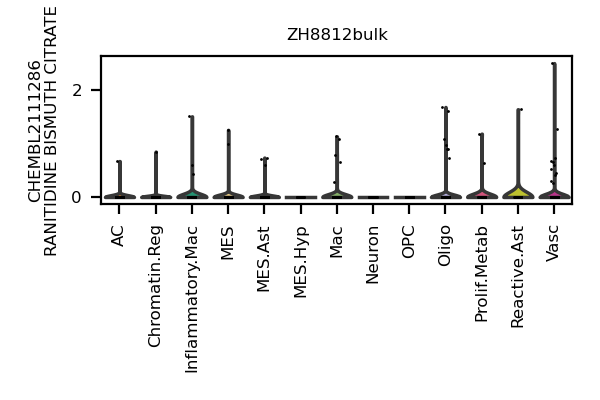 ZH8812bulk
CHEMBL2111286
RANITIDINE BISMUTH CITRATE
2
0
AC
Chromatin.Reg
Inflammatory.Mac
MES
MES.Ast
MES.Hyp
Mac
Neuron
OPC
Oligo
Prolif.Metab
Reactive.Ast
Vasc